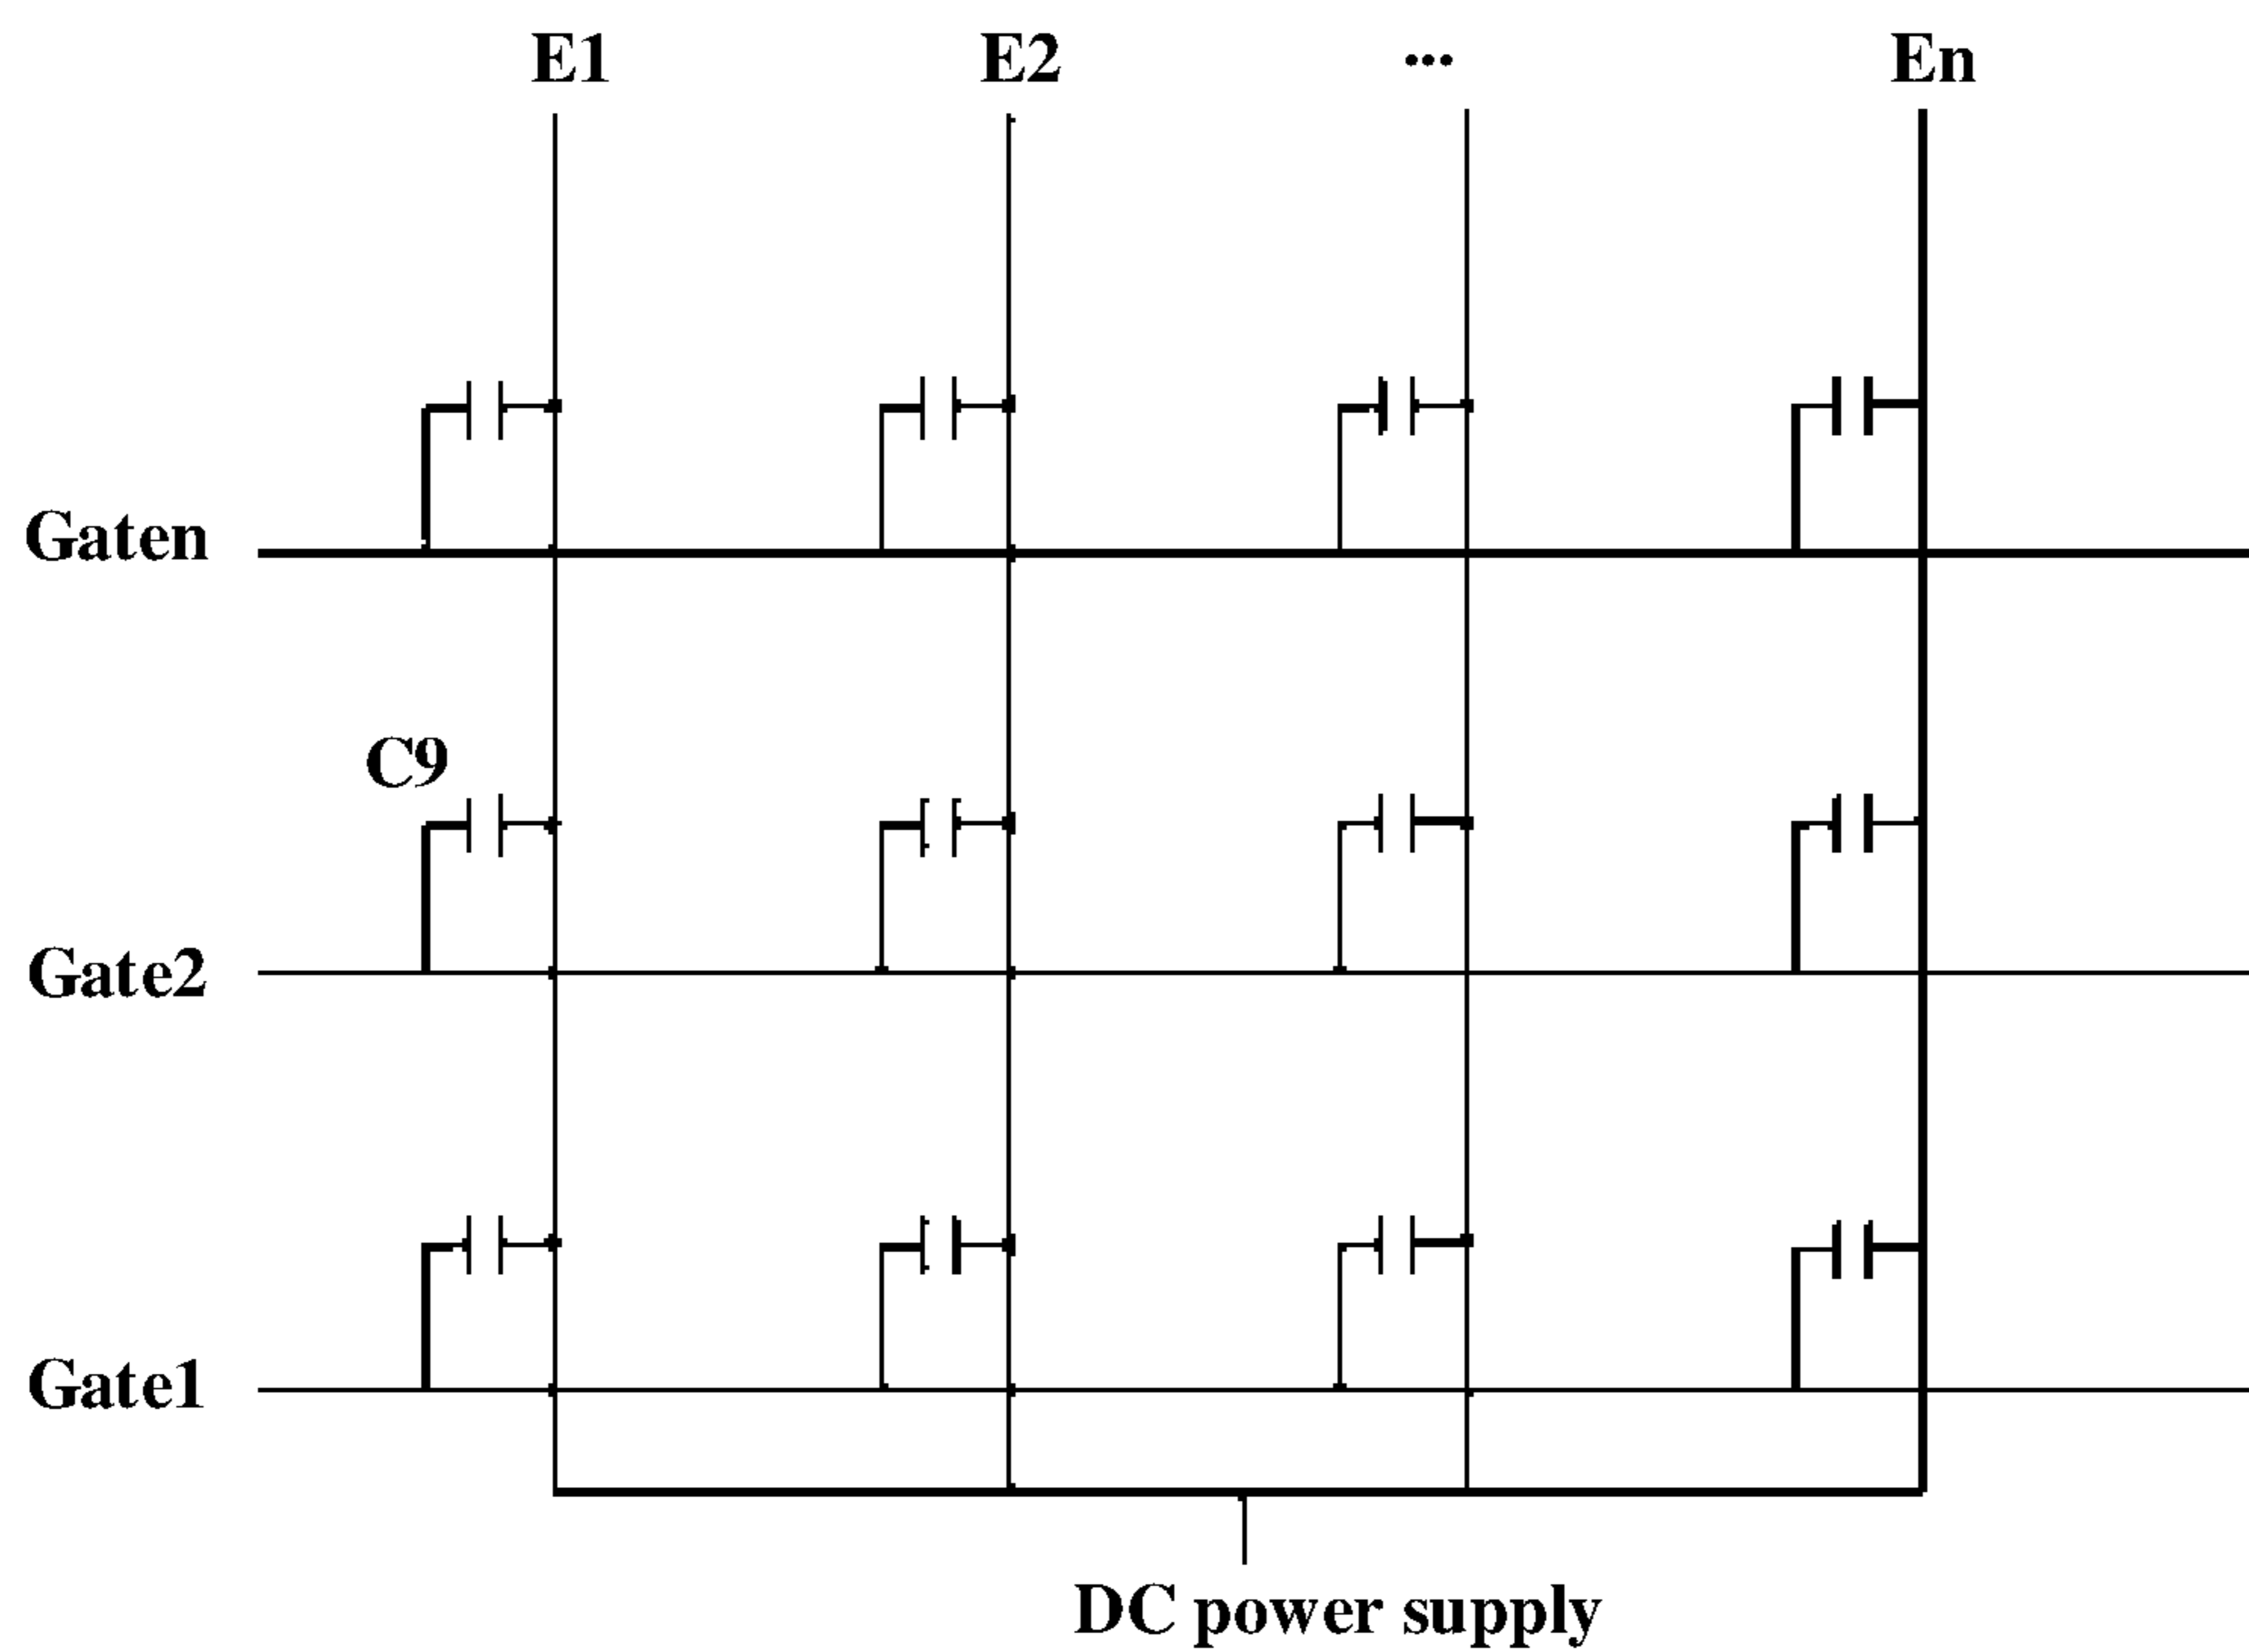 E1 E2 ... En
Gaten
C9
Gate2
Gate1
DC power supply